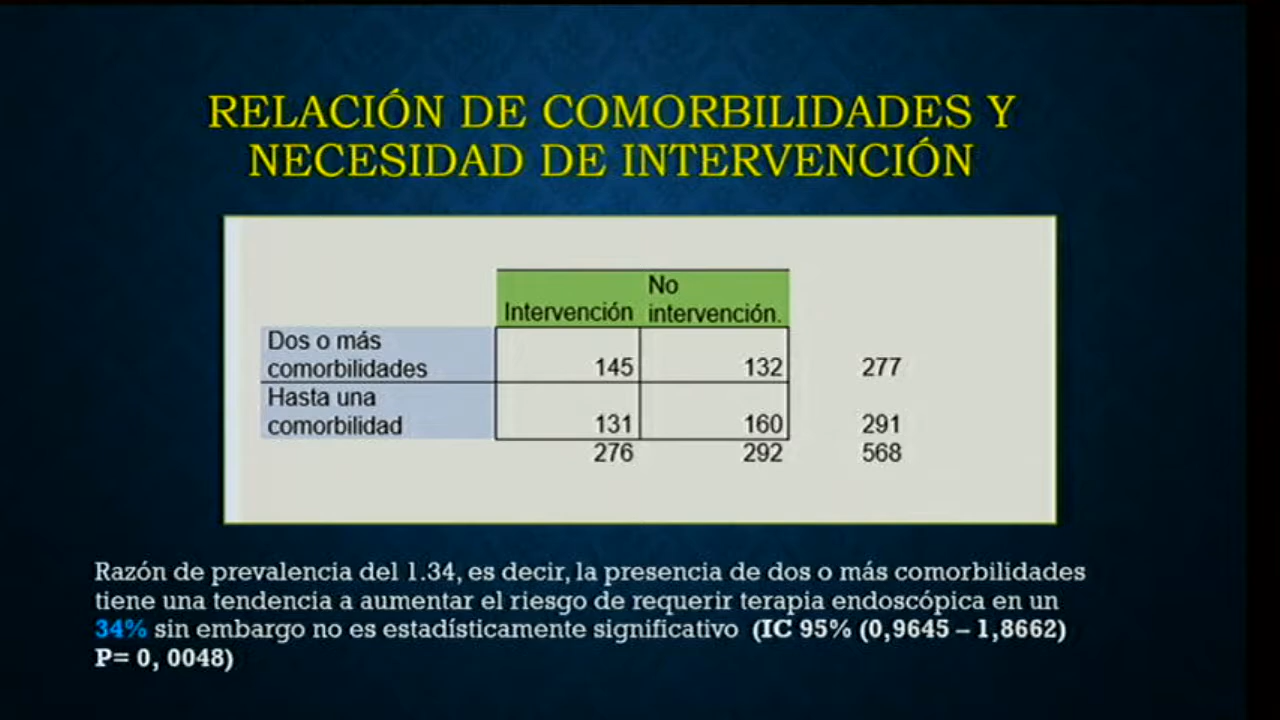 RELACIÓN DE COMORBILIDADES Y
NECESIDAD DE INTERVENCIÓN
No
Intervención intervención.
Dos o más
comorbilidades 145 132 277
Hasta una
comorbilidad 131 160 291
276 292 568
Razón de prevalencia del 1.34, es decir, la presencia de dos o más comorbilidades
tiene una tendencia a aumentar el riesgo de requerir terapia endoscópica en un
34% sin embargo no es estadísticamente significativo (IC 95% (0,9645 – 1,8662)
P= 0, 0048)